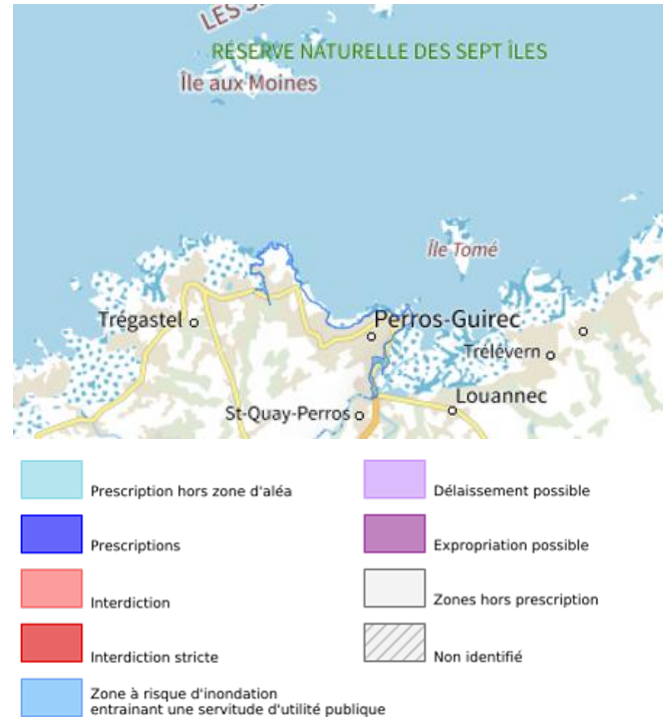 LES S
RÉSERVE NATURELLE DES SEPT ÎLES
Île aux Moines
Île Tomé
Trégastel
Perros-Guirec
Trélévern
Louannec
St-Quay-Perros
Prescription hors zone d'aléa
Prescriptions
Interdiction
Interdiction stricte
Zone à risque d'inondation
entrainant une servitude d'utilité publique
Délaissement possible
Expropriation possible
Zones hors prescription
Non identifié